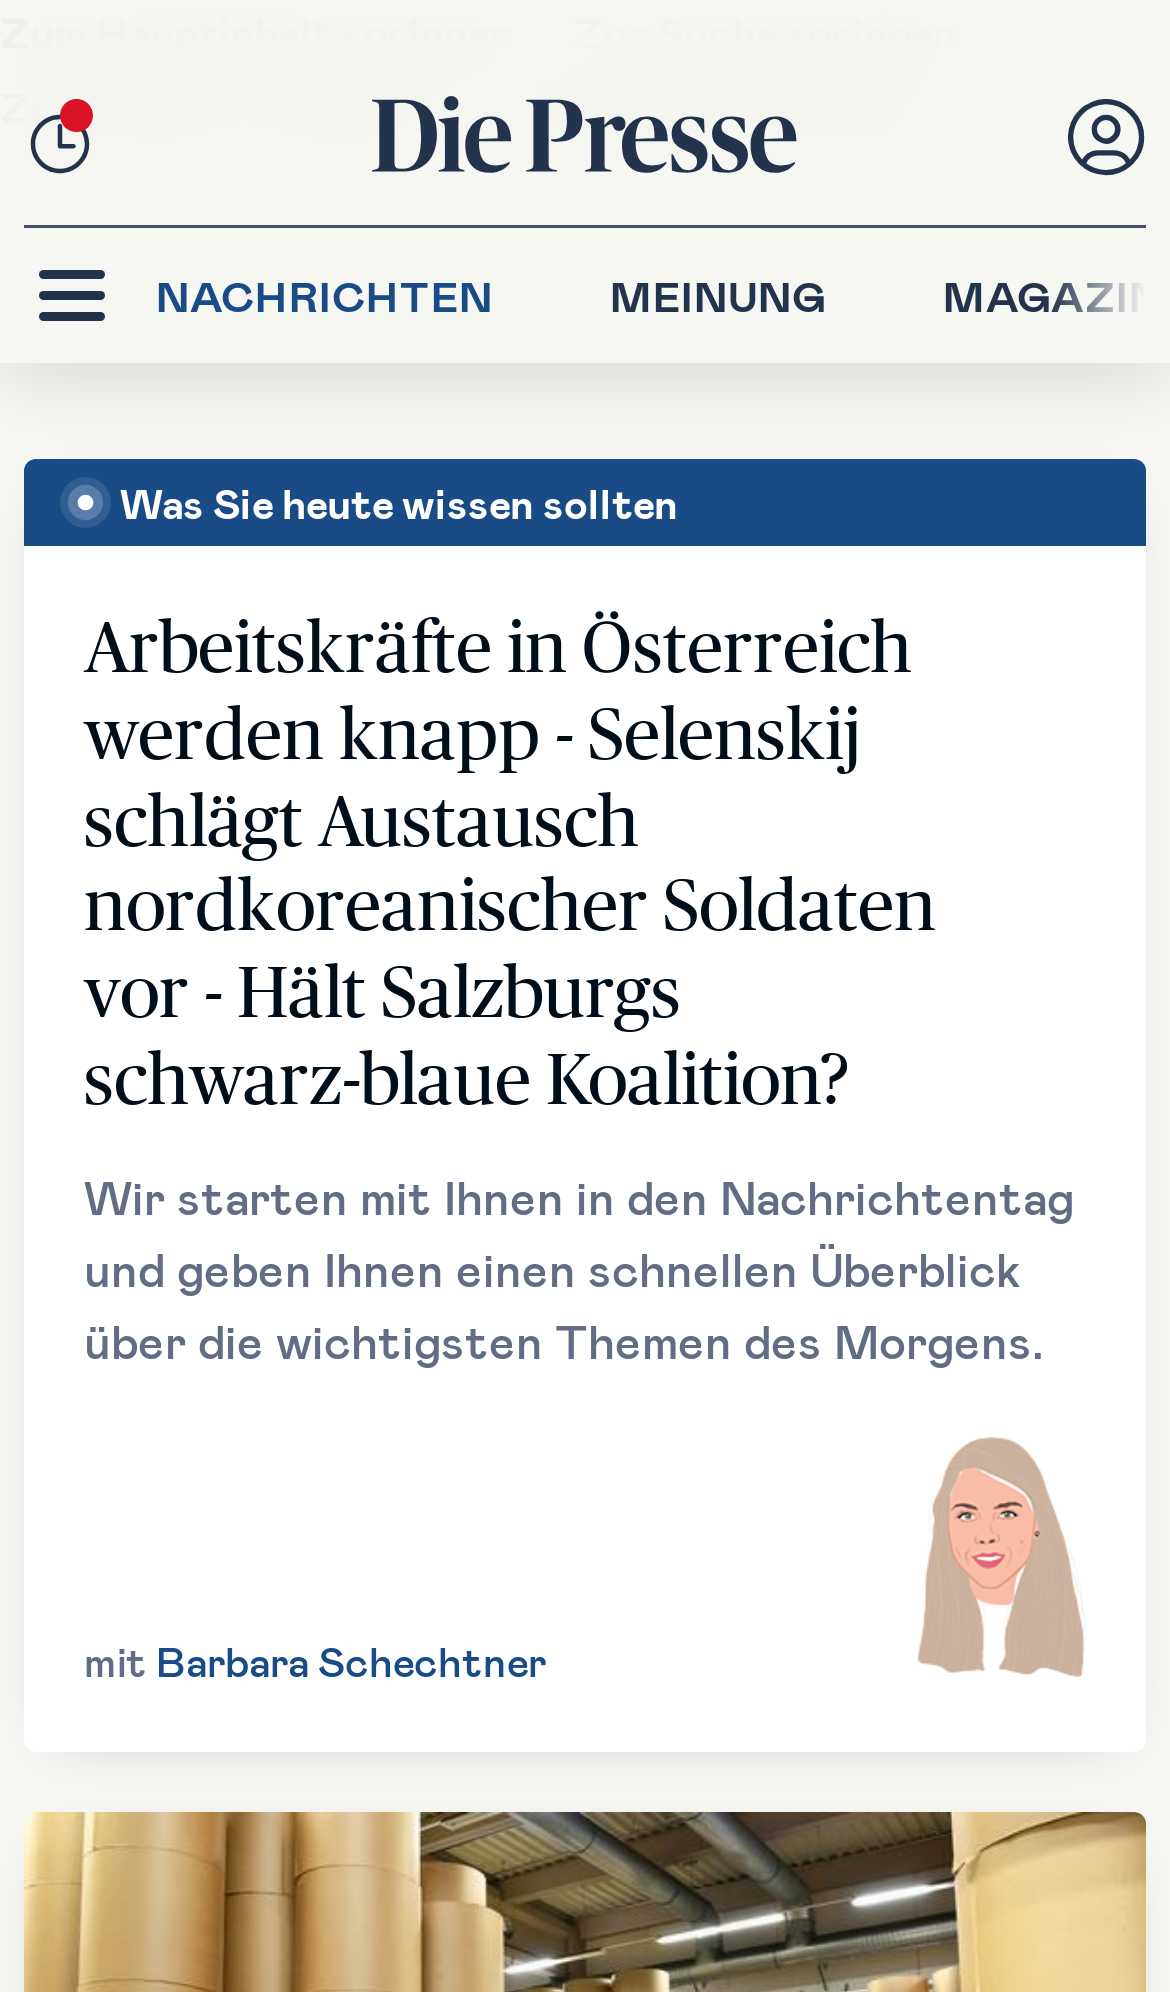 Zum Hauptinhalt springen Zur Suche springen
Die Presse
NACHRICHTEN MEINUNG
Was Sie heute wissen sollten
Arbeitskräfte in Österreich
werden knapp - Selenskij
schlägt Austausch
nordkoreanischer Soldaten
vor - Hält Salzburgs
schwarz-blaue Koalition?
Wir starten mit Ihnen in den Nachrichtentag
und geben Ihnen einen schnellen Überblick
über die wichtigsten Themen des Morgens.
mit Barbara Schechtner